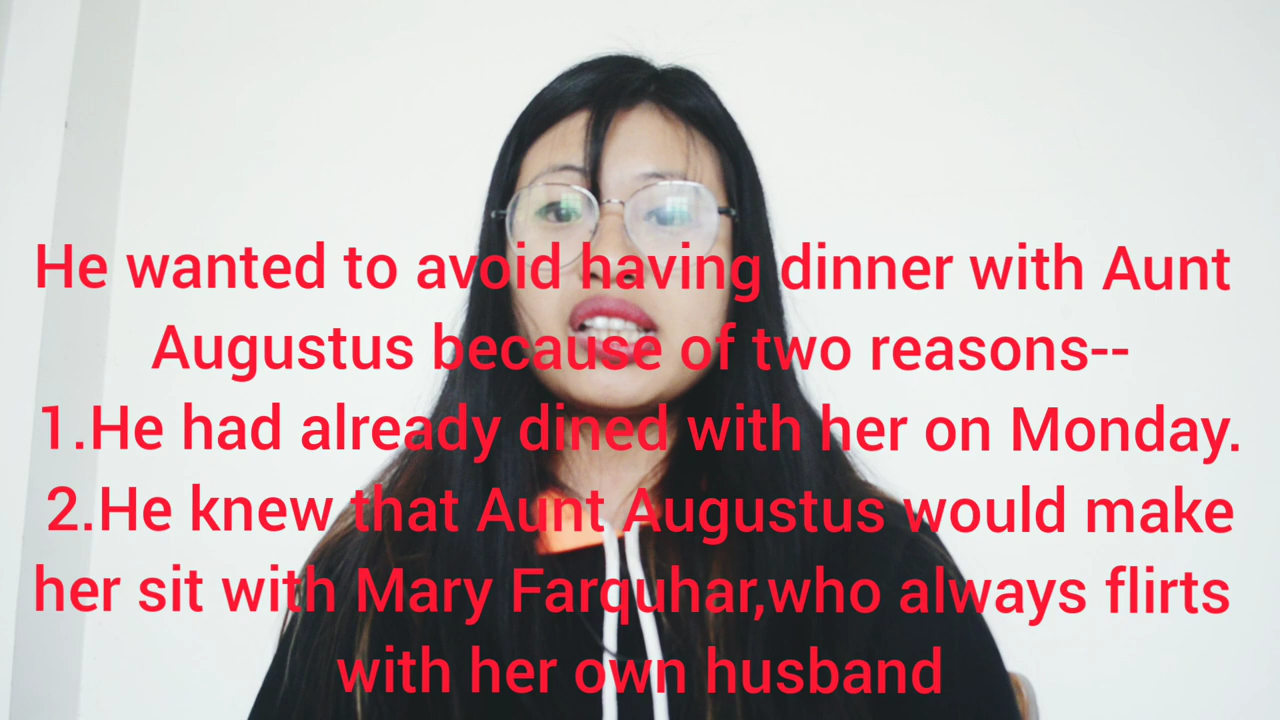 He wanted to avoid having dinner with Aunt
Augustus because of two reasons--
1.He had already dined with her on Monday.
2.He knew that Aunt Augustus would make
her sit with Mary Farquhar,who always flirts
with her own husband